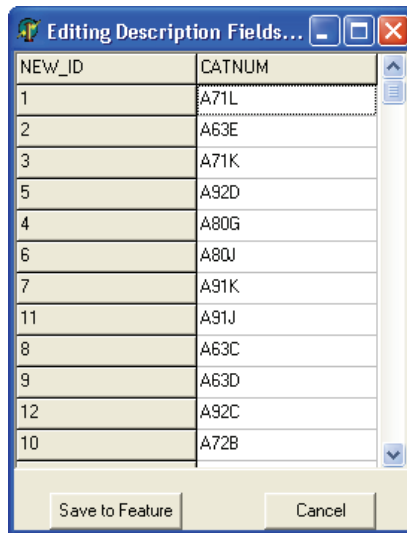 Editing Description Fields...
NEW_ID CATNUM
1 A71L
2 A63E
3 A71K
5 A92D
4 A80G
6 A80J
7 A91K
11 A91J
8 A63C
9 A63D
12 A92C
10 A72B
Save to Feature Cancel